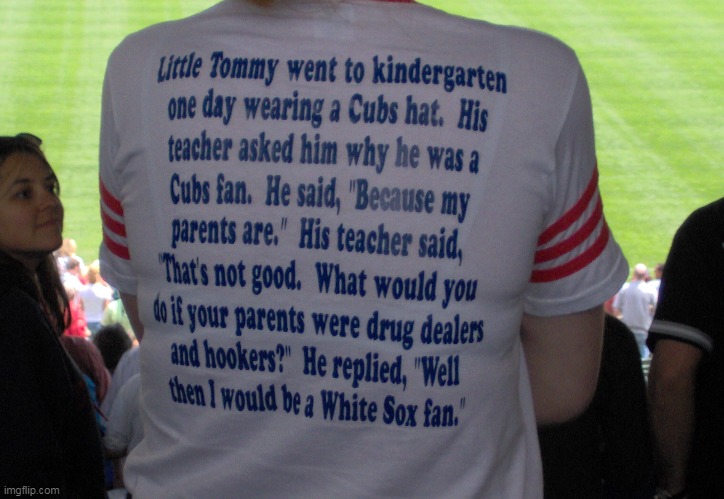 Little Tommy went to kindergarten
one day wearing a Cubs hat. His
teacher asked him why he was a
Cubs fan. He said, "Because my
parents are." His teacher said,
"That's not good. What would you
do if your parents were drug dealers
and hookers?" He replied, "Well
then I would be a White Sox fan."
imgflip.com